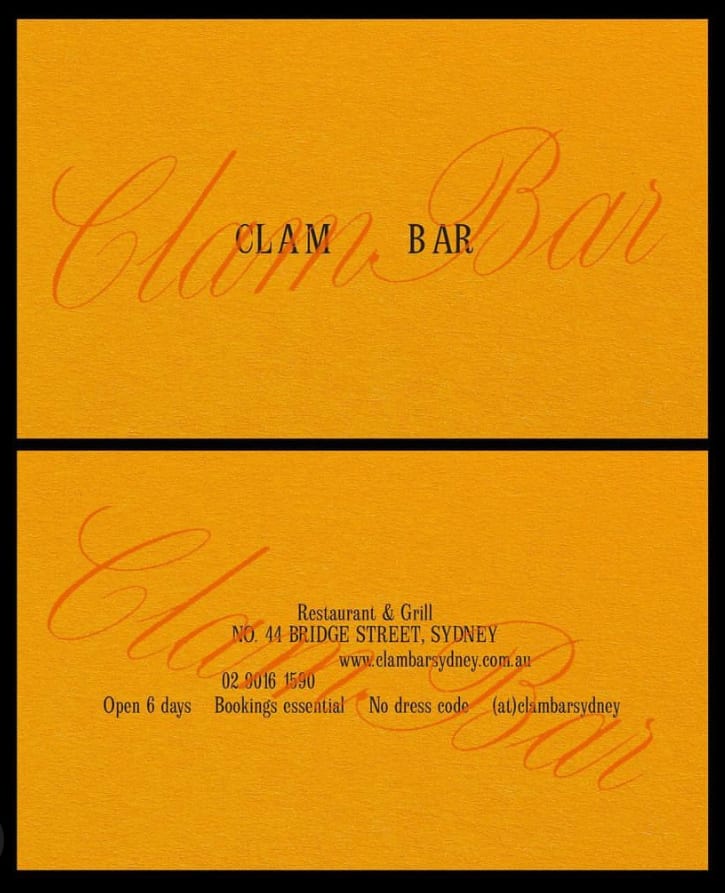 Clam Bar
CLAM BAR
Clam Bar
Restaurant & Grill
NO. 44 BRIDGE STREET, SYDNEY
www.clambarsydney.com.au
02 9016 1590
Open 6 days Bookings essential No dress code (at)clambarsydney